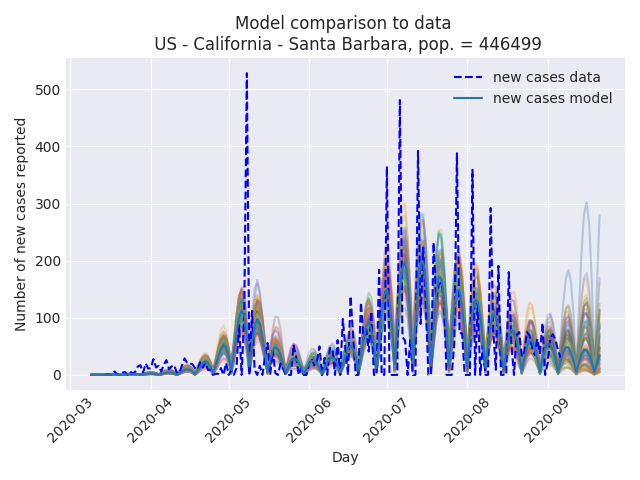 Model comparison to data
US - California - Santa Barbara, pop. = 446499
new cases data
new cases model
Number of new cases reported
500
400
300
200
100
0
2020-03
2020-04
2020-05
2020-06
2020-07
2020-08
2020-09
Day